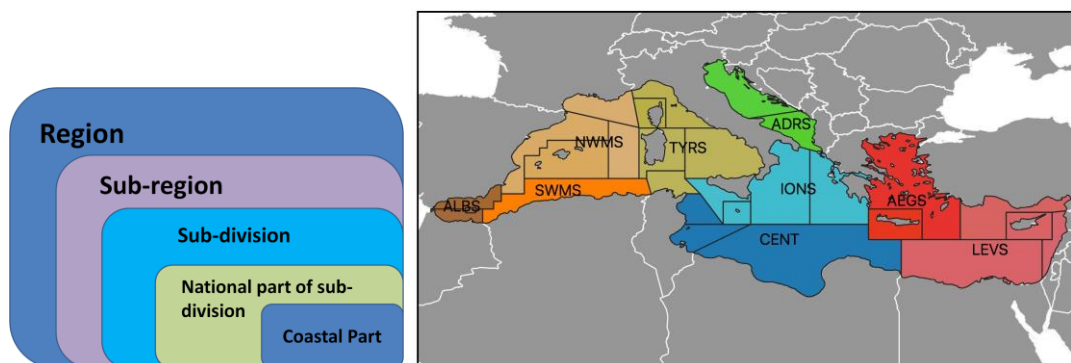 Region
Sub-region
Sub-division
National part of sub-
division
Coastal Part
ADRS
NWMS
TYRS
SWMS
IONS
ALBS
AEGS
CENT
LEVS